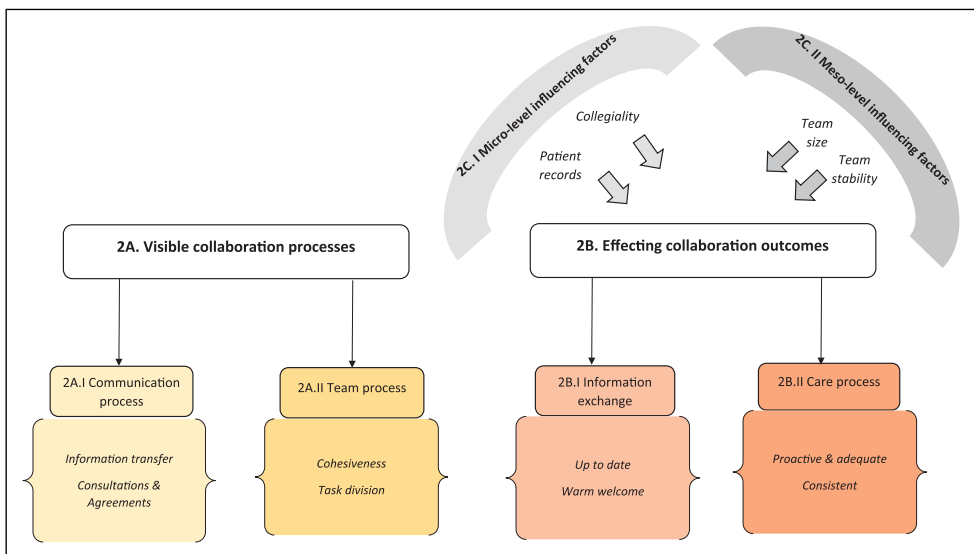 2C. I Micro-level influencing factors
2C. II Meso-level influencing factors
Collegiality
Patient
records
Team
size
Team
stability
2A. Visible collaboration processes
2B. Effecting collaboration outcomes
2A.I Communication
process
2A.II Team process
2B.I Information
exchange
2B.II Care process
Information transfer
Consultations &
Agreements
Cohesiveness
Task division
Up to date
Warm welcome
Proactive & adequate
Consistent